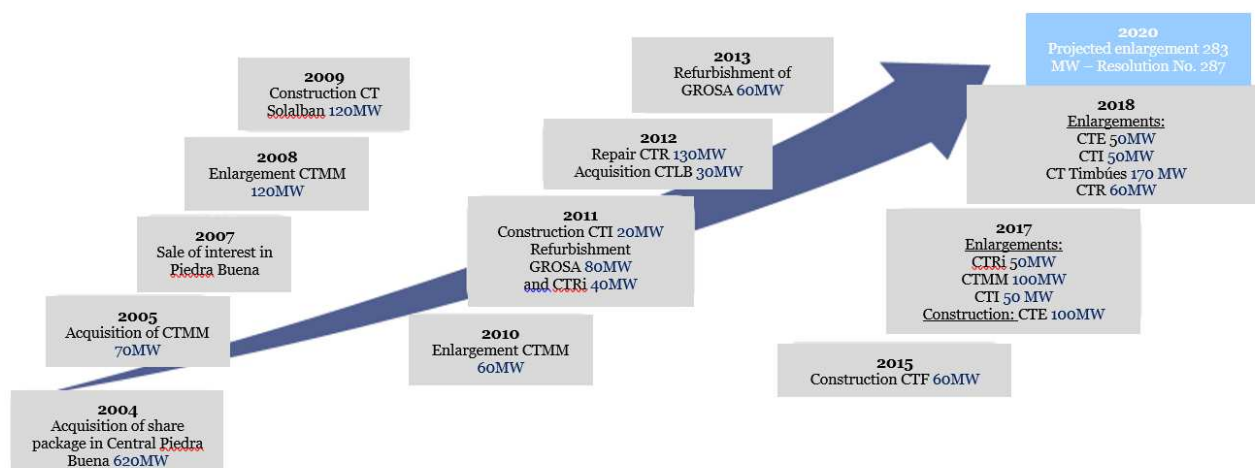 2004
Acquisition of share
package in Central Piedra
Buena 620MW
2005
Acquisition of CTMM
70MW
2007
Sale of interest in
Piedra Buena
2008
Enlargement CTMM
120MW
2009
Construction CT
Solalban 120MW
2010
Enlargement CTMM
60MW
2011
Construction CTI 20MW
Refurbishment
GROSA 80MW
and CTRi 40MW
2012
Repair CTR 130MW
Acquisition CTLB 30MW
2013
Refurbishment of
GROSA 60MW
2015
Construction CTF 60MW
2017
Enlargements:
CTRi 50MW
CTMM 100MW
CTI 50 MW
Construction: CTE 100MW
2018
Enlargements:
CTE 50MW
CTI 50MW
CT Timbúes 170 MW
CTR 60MW
2020
Projected enlargement 283
MW – Resolution No. 287